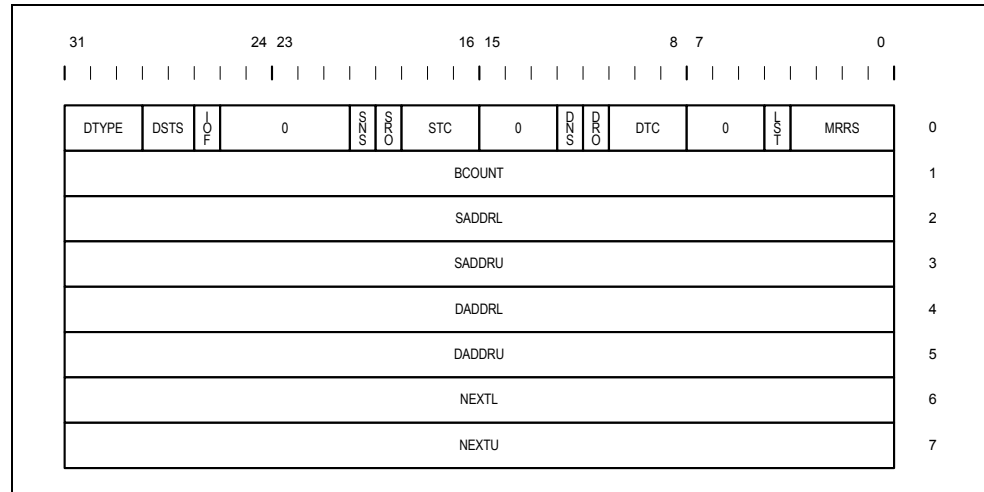 31 24 23 16 15 8 7 0
DTYPE DSTS IOF 0 SNS SRO STC 0 DNS DRO DTC 0 LST MRRS 0
BCOUNT 1
SADDRL 2
SADDRU 3
DADDRL 4
DADDRU 5
NEXTL 6
NEXTU 7